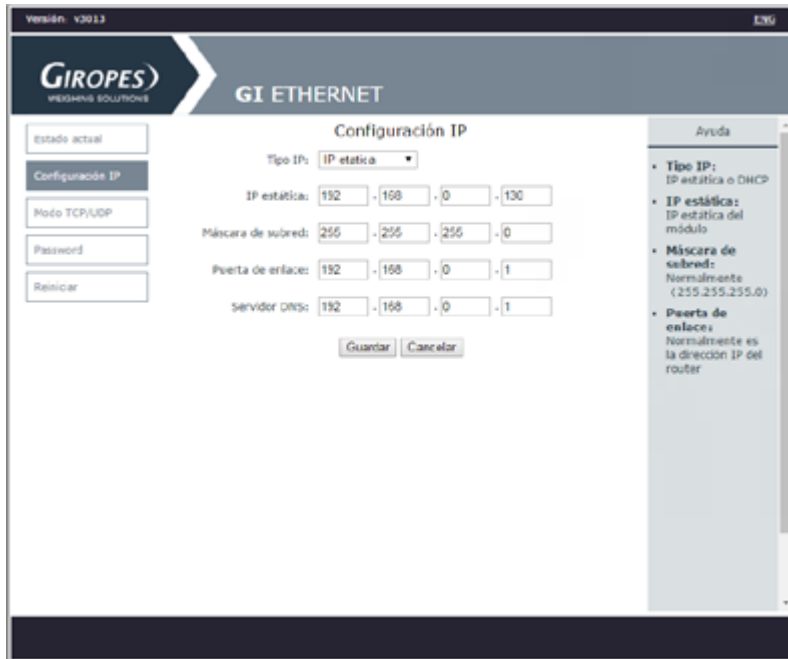 Versión: v3013
ENG
GIROPES
WEIGHING SOLUTIONS
GI ETHERNET
Estado actual
Configuración IP
Modo TCP/UDP
Password
Reiniciar
Configuración IP
Tipo IP: IP etatica
IP estática: 192 . 168 . 0 . 130
Máscara de subred: 255 . 255 . 255 . 0
Puerta de enlace: 192 . 168 . 0 . 1
Servidor DNS: 192 . 168 . 0 . 1
Guardar Cancelar
Ayuda
• Tipo IP:
IP estática o DHCP
• IP estática:
IP estática del
módulo
• Máscara de
subred:
Normalmente
(255.255.255.0)
• Puerta de
enlace:
Normalmente es
la dirección IP del
router